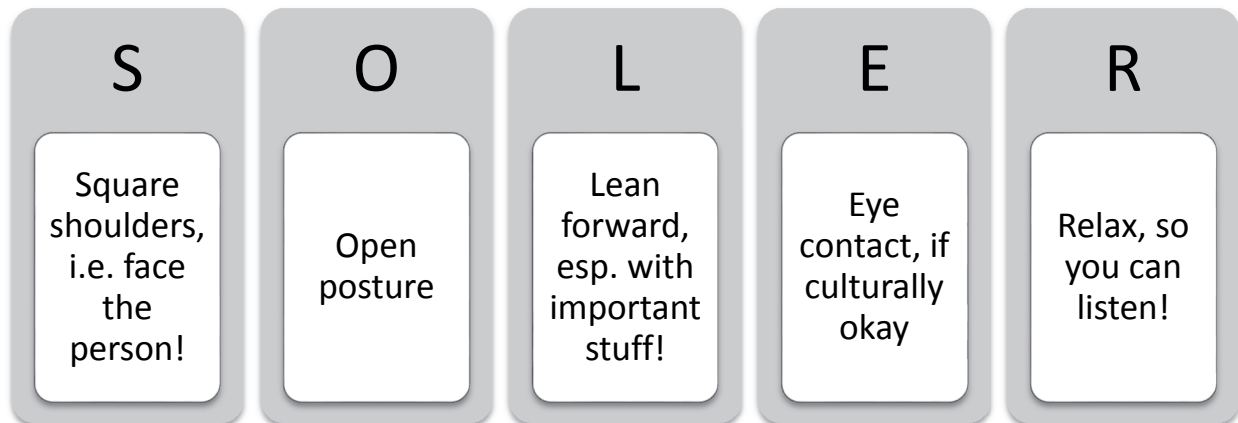 S
Square
shoulders,
i.e. face
the
person!
O
Open
posture
L
Lean
forward,
esp. with
important
stuff!
E
Eye
contact, if
culturally
okay
R
Relax, so
you can
listen!